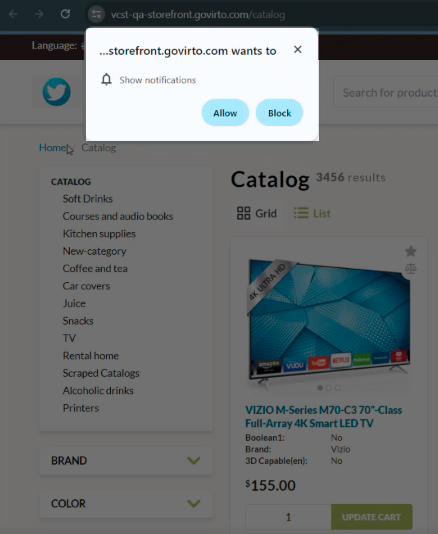 vcst-qa-storefront.govirto.com/catalog
Language:
...storefront.govirto.com wants to
Show notifications
Allow
Block
Search for product
Home
Catalog
CATALOG
Soft Drinks
Courses and audio books
Kitchen supplies
New-category
Coffee and tea
Car covers
Juice
Snacks
TV
Rental home
Scraped Catalogs
Alcoholic drinks
Printers
BRAND
COLOR
Catalog 3456 results
Grid
List
4K ULTRA HD
amazon
VUDU
YouTube
NETFLIX
VIZIO M-Series M70-C3 70"-Class
Full-Array 4K Smart LED TV
Boolean1: No
Brand: Vizio
3D Capable(en): No
$155.00
1
UPDATE CART